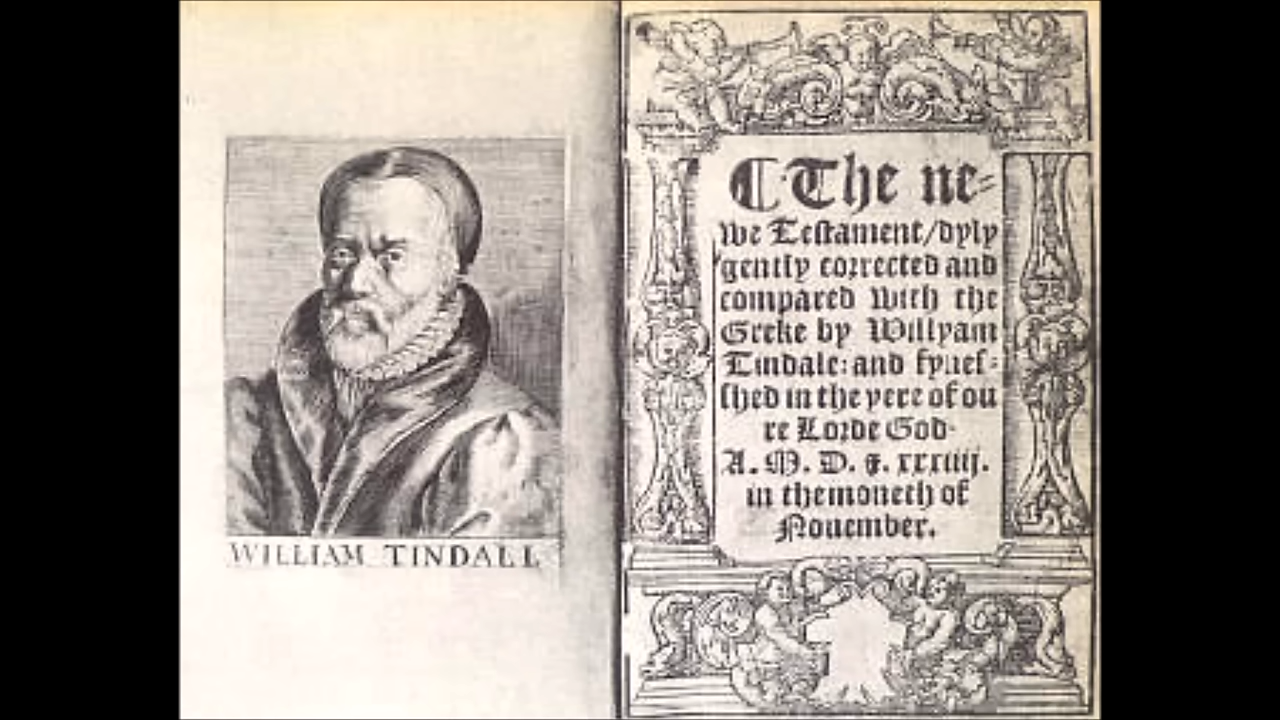 WILLIAM TINDALL
¶ The ne=
we Testament/dyly
gently corrected and
compared with the
Greke by Willyam
Tindale: and fynes=
shed in the yere of ou
re Lorde God.
A. M. D. &. xxxiiij.
in the moneth of
Nouember.